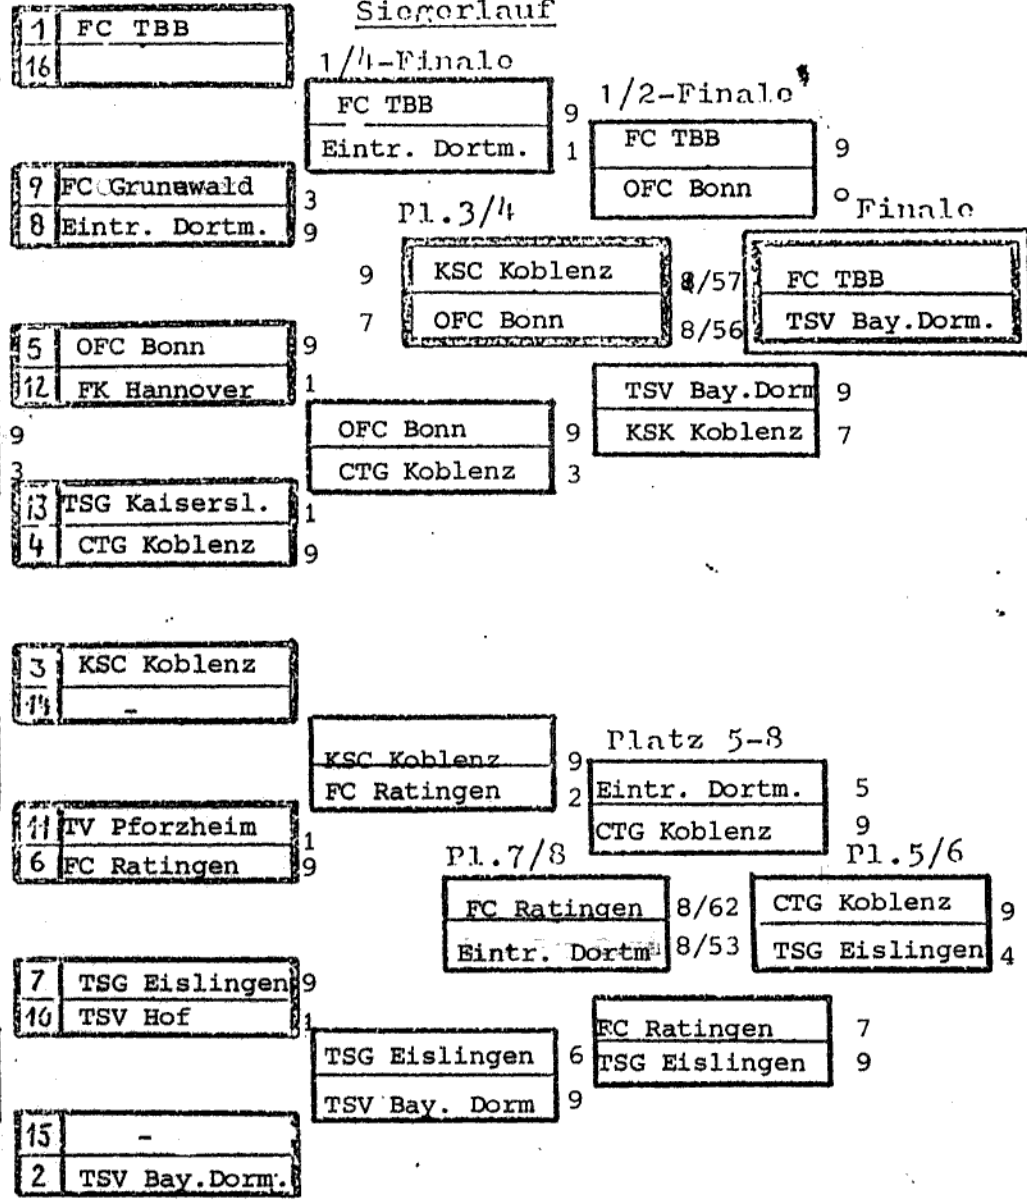 Siegerlauf
1 FC TBB
16
1/4-Finale
FC TBB 9
Eintr. Dortm. 1
1/2-Finale
FC TBB 9
OFC Bonn 0
9 FC Grunewald 3
8 Eintr. Dortm. 9
Pl.3/4
9 KSC Koblenz
7 OFC Bonn
Finale
8/57 FC TBB
8/56 TSV Bay.Dorm.
5 OFC Bonn 9
12 FK Hannover 1
TSV Bay.Dorm 9
KSK Koblenz 7
9
3
OFC Bonn 9
CTG Koblenz 3
13 TSG Kaisersl. 1
4 CTG Koblenz 9
3 KSC Koblenz
14 -
KSC Koblenz 9
FC Ratingen 2
Platz 5-8
Eintr. Dortm. 5
CTG Koblenz 9
11 TV Pforzheim 1
6 FC Ratingen 9
Pl.7/8
FC Ratingen 8/62
Eintr. Dortm 8/53
Pl.5/6
CTG Koblenz 9
TSG Eislingen 4
7 TSG Eislingen 9
10 TSV Hof 1
FC Ratingen 7
TSG Eislingen 9
TSG Eislingen 6
TSV Bay. Dorm 9
15 -
2 TSV Bay.Dorm.